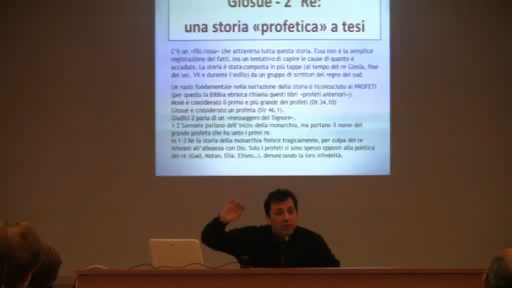 Giosuè - 2 Re:
una storia «profetica» a tesi
C'è un «filo rosso» che attraversa tutta questa storia. Essa non è la semplice
registrazione dei fatti, ma un tentativo di capire le cause di quanto è
accaduto. La storia è stata composta in più tappe (al tempo del re Giosia, fine
del sec. VII e durante l'esilio) da un gruppo di scrittori del regno del sud.
Un ruolo fondamentale nella narrazione della storia è riconosciuto ai PROFETI
(per questo la Bibbia ebraica chiama questi libri «profeti anteriori»):
Mosè è considerato il primo e più grande dei profeti (Dt 34,10)
Giosuè è considerato un profeta (Sir 46,1).
Giudici 2 parla di un «messaggero del Signore».
1-2 Samuele parlano dell'inizio della monarchia, ma portano il nome del
grande profeta che ha unto i primi re.
In 1-2 Re la storia della monarchia finisce tragicamente, per colpa dei re
infedeli all'alleanza con Dio. Solo i profeti si sono spesso opposti alla politica
dei re (Gad, Natan, Elia, Eliseo…), denunciando la loro infedeltà.